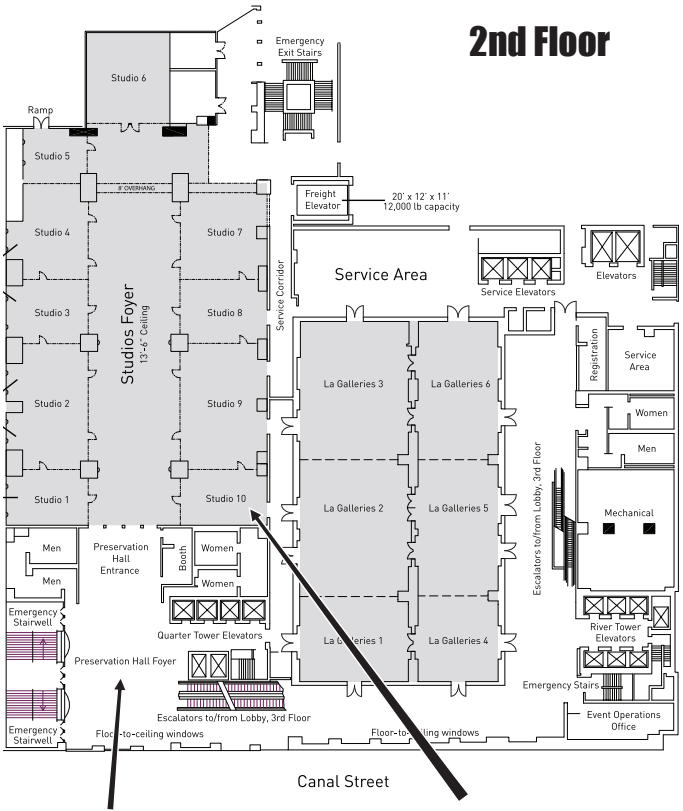 2nd Floor
Emergency
Exit Stairs
Studio 6
Ramp
Studio 5
8' OVERHANG
Freight
Elevator
20' x 12' x 11'
12,000 lb capacity
Studio 4
Studio 7
Service Area
Service Elevators
Elevators
Service Corridor
Studios Foyer
13'-6" Ceiling
Studio 3
Studio 8
Registration
Service
Area
La Galleries 3
La Galleries 6
Studio 2
Studio 9
Women
Men
Escalators to/from Lobby, 3rd Floor
Studio 1
Studio 10
La Galleries 2
La Galleries 5
Mechanical
Men
Preservation
Hall
Entrance
Booth
Women
Men
Women
Emergency
Stairwell
Quarter Tower Elevators
La Galleries 1
La Galleries 4
River Tower
Elevators
Preservation Hall Foyer
Emergency Stairs
Escalators to/from Lobby, 3rd Floor
Event Operations
Office
Emergency
Stairwell
Floor-to-ceiling windows
Floor-to-ceiling windows
Canal Street